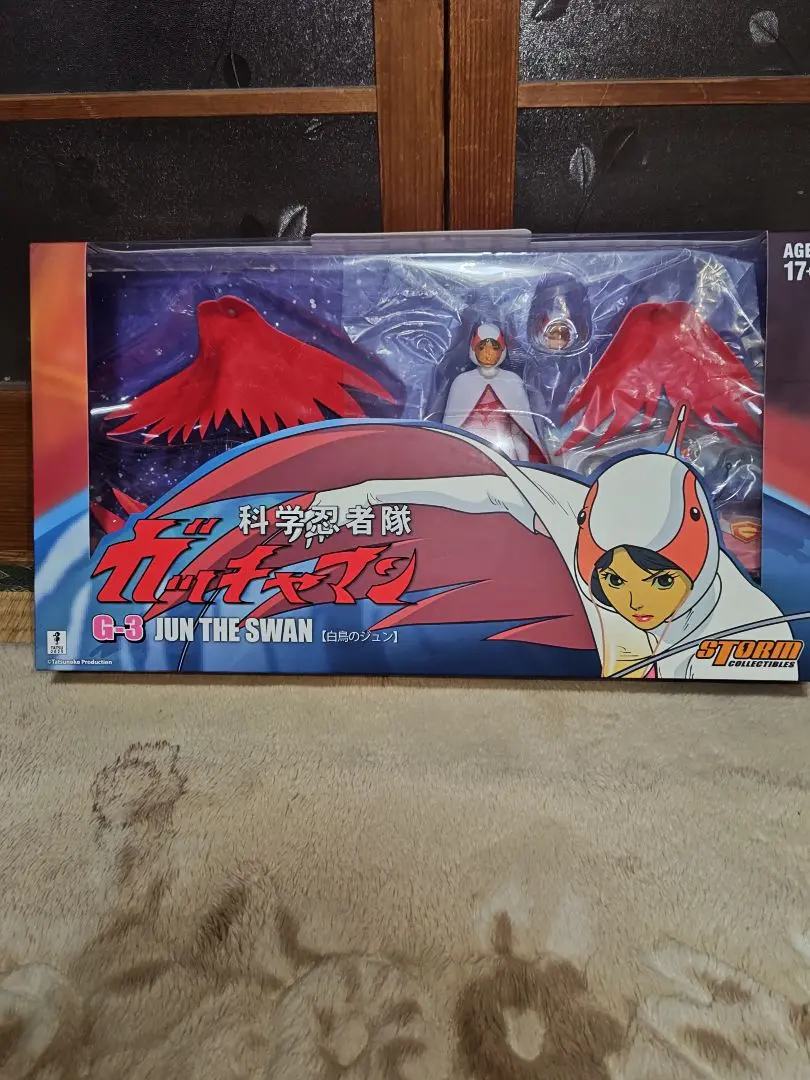 AGE
17+
科学忍者隊
ガッチャマン
G-3 JUN THE SWAN【白鳥のジュン】
©Tatsunoko Production
STORM
COLLECTIBLES
G